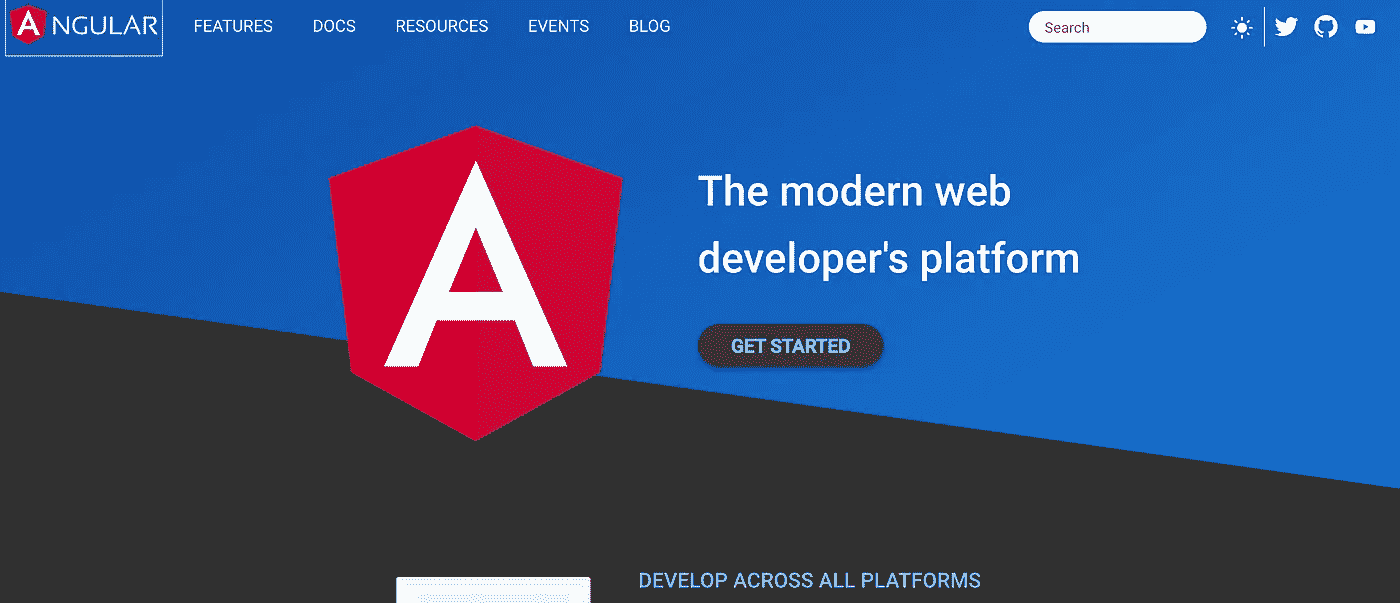 ANGULAR FEATURES DOCS RESOURCES EVENTS BLOG Search
A
The modern web
developer's platform
GET STARTED
DEVELOP ACROSS ALL PLATFORMS